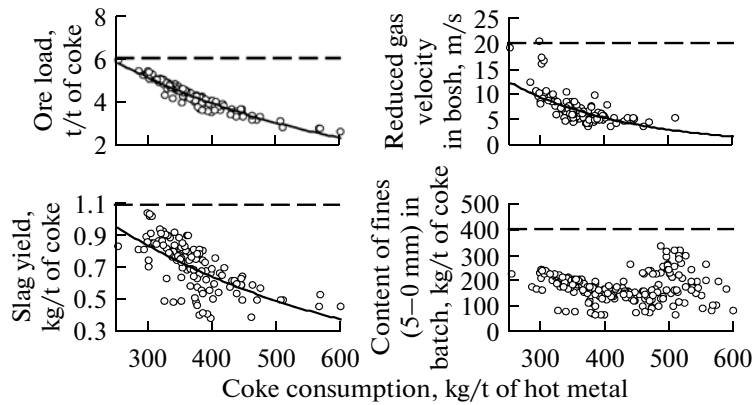 Ore load,
t/t of coke
8
6
4
2
Reduced gas
velocity
in bosh, m/s
25
20
15
10
5
0
Slag yield,
kg/t of coke
1.1
0.9
0.7
0.5
0.3
300 400 500 600
Content of fines
(5–0 mm) in
batch, kg/t of coke
500
400
300
200
100
0
300 400 500 600
Coke consumption, kg/t of hot metal